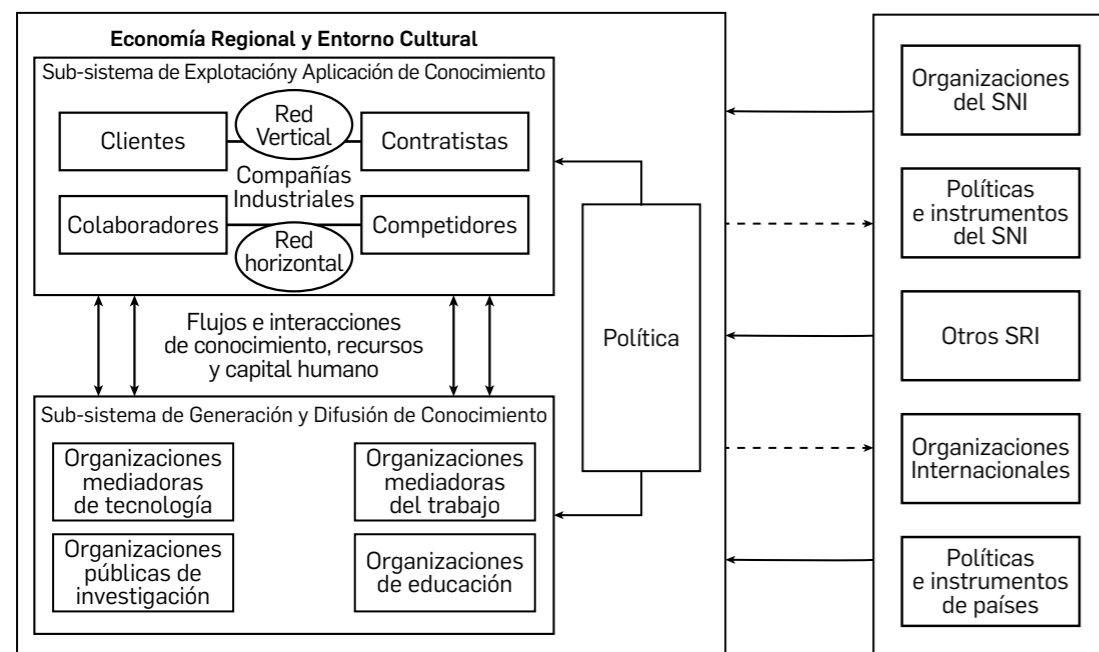 Economía Regional y Entorno Cultural
Sub-sistema de Explotacióny Aplicación de Conocimiento
Clientes
Red
Vertical
Contratistas
Compañías
Industriales
Colaboradores
Red
horizontal
Competidores
Flujos e interacciones
de conocimiento, recursos
y capital humano
Sub-sistema de Generación y Difusión de Conocimiento
Organizaciones
mediadoras
de tecnología
Organizaciones
mediadoras
del trabajo
Organizaciones
públicas de
investigación
Organizaciones
de educación
Política
Organizaciones
del SNI
Políticas
e instrumentos
del SNI
Otros SRI
Organizaciones
Internacionales
Políticas
e instrumentos
de países